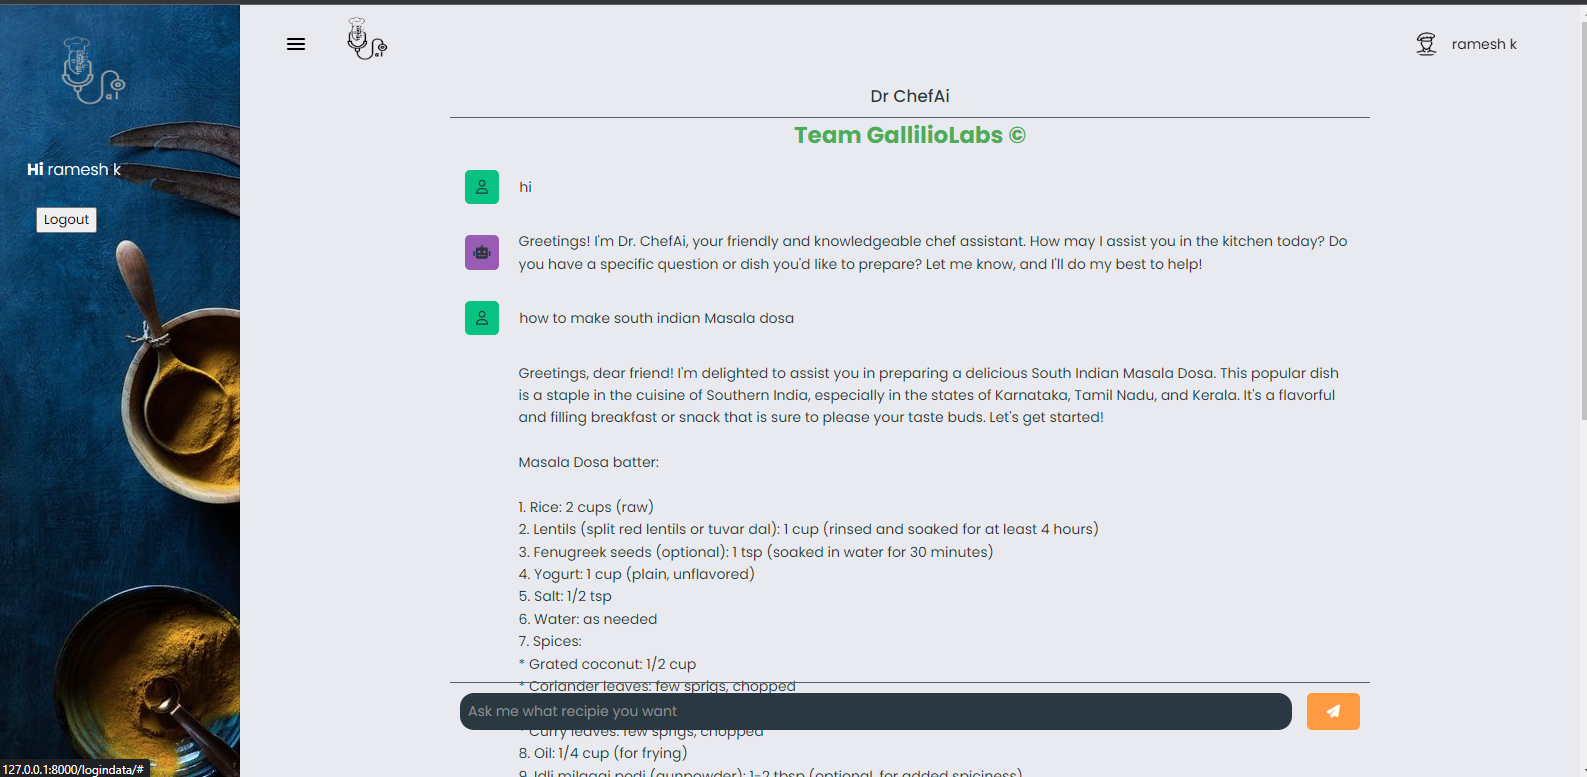 ai
ai
ramesh k
Dr ChefAi
Team GallilioLabs ©
Hi ramesh k
Logout
hi
Greetings! I'm Dr. ChefAi, your friendly and knowledgeable chef assistant. How may I assist you in the kitchen today? Do
you have a specific question or dish you'd like to prepare? Let me know, and I'll do my best to help!
how to make south indian Masala dosa
Greetings, dear friend! I'm delighted to assist you in preparing a delicious South Indian Masala Dosa. This popular dish
is a staple in the cuisine of Southern India, especially in the states of Karnataka, Tamil Nadu, and Kerala. It's a flavorful
and filling breakfast or snack that is sure to please your taste buds. Let's get started!
Masala Dosa batter:
1. Rice: 2 cups (raw)
2. Lentils (split red lentils or tuvar dal): 1 cup (rinsed and soaked for at least 4 hours)
3. Fenugreek seeds (optional): 1 tsp (soaked in water for 30 minutes)
4. Yogurt: 1 cup (plain, unflavored)
5. Salt: 1/2 tsp
6. Water: as needed
7. Spices:
* Grated coconut: 1/2 cup
* Coriander leaves: few sprigs, chopped
Ask me what recipie you want
* Curry leaves: few sprigs, chopped
8. Oil: 1/4 cup (for frying)
9. Idli milagai podi (gunpowder): 1-2 tbsp (optional, for added spiciness)
127.0.0.1:8000/logindata/#